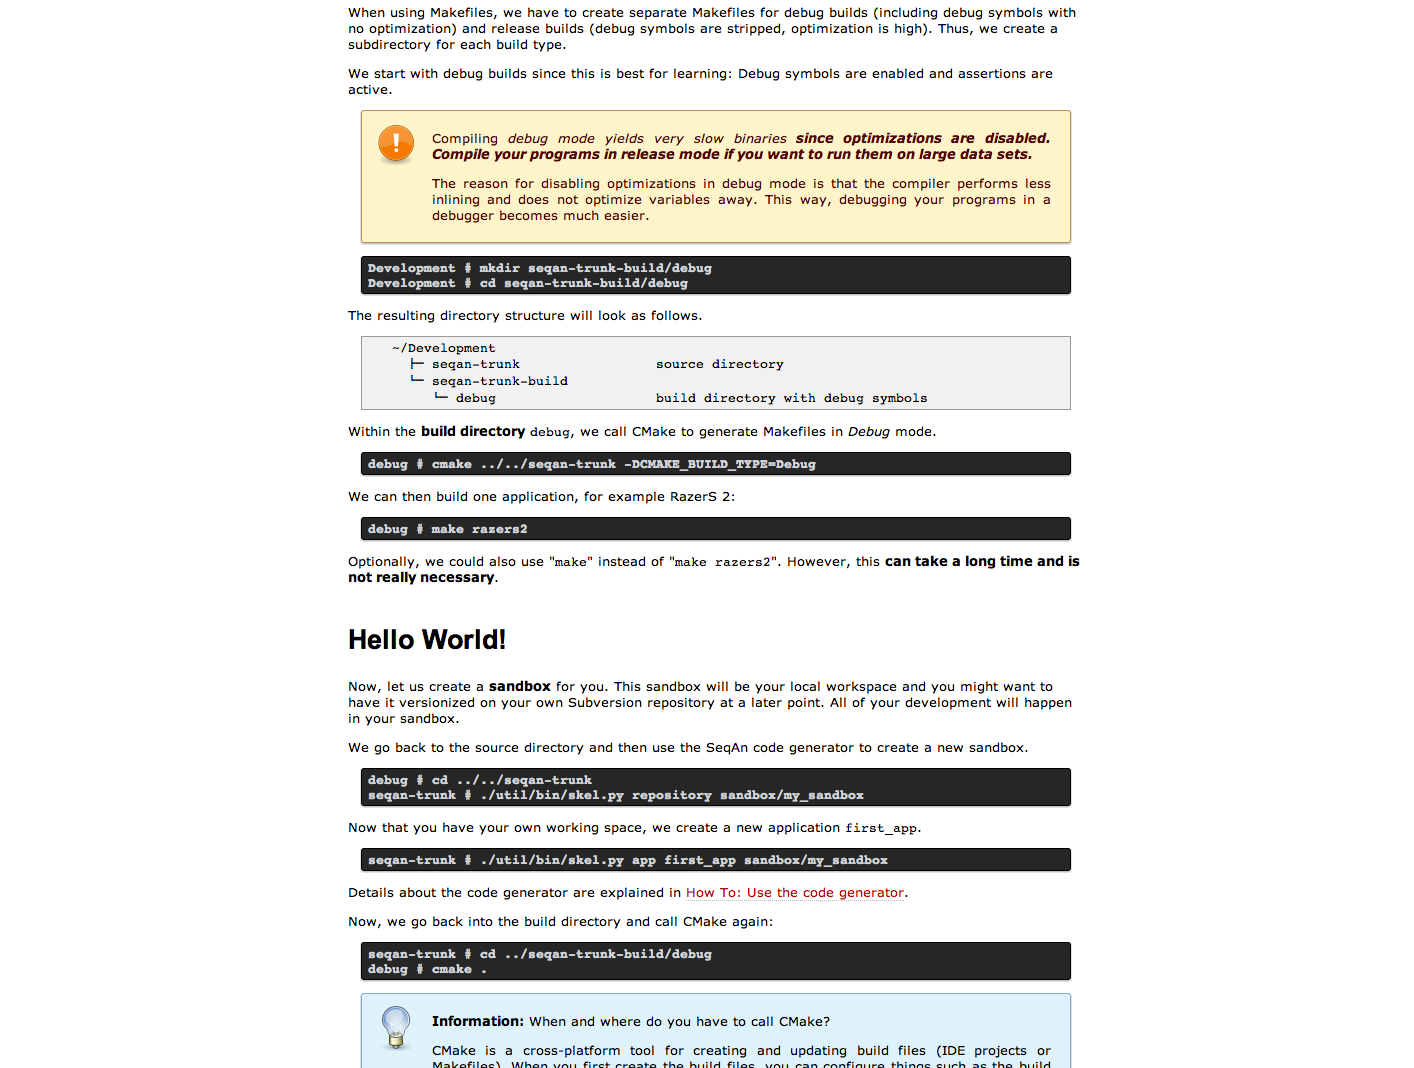 When using Makefiles, we have to create separate Makefiles for debug builds (including debug symbols with
no optimization) and release builds (debug symbols are stripped, optimization is high). Thus, we create a
subdirectory for each build type.
We start with debug builds since this is best for learning: Debug symbols are enabled and assertions are
active.
Compiling debug mode yields very slow binaries since optimizations are disabled.
Compile your programs in release mode if you want to run them on large data sets.
The reason for disabling optimizations in debug mode is that the compiler performs less
inlining and does not optimize variables away. This way, debugging your programs in a
debugger becomes much easier.
Development # mkdir seqan-trunk-build/debug
Development # cd seqan-trunk-build/debug
The resulting directory structure will look as follows.
~/Development
├─ seqan-trunk source directory
└─ seqan-trunk-build
└─ debug build directory with debug symbols
Within the build directory debug, we call CMake to generate Makefiles in Debug mode.
debug # cmake ../../seqan-trunk -DCMAKE_BUILD_TYPE=Debug
We can then build one application, for example RazerS 2:
debug # make razers2
Optionally, we could also use "make" instead of "make razers2". However, this can take a long time and is
not really necessary.
Hello World!
Now, let us create a sandbox for you. This sandbox will be your local workspace and you might want to
have it versionized on your own Subversion repository at a later point. All of your development will happen
in your sandbox.
We go back to the source directory and then use the SeqAn code generator to create a new sandbox.
debug # cd ../../seqan-trunk
seqan-trunk # ./util/bin/skel.py repository sandbox/my_sandbox
Now that you have your own working space, we create a new application first_app.
seqan-trunk # ./util/bin/skel.py app first_app sandbox/my_sandbox
Details about the code generator are explained in How To: Use the code generator.
Now, we go back into the build directory and call CMake again:
seqan-trunk # cd ../seqan-trunk-build/debug
debug # cmake .
Information: When and where do you have to call CMake?
CMake is a cross-platform tool for creating and updating build files (IDE projects or
Makefiles). When you first create the build files, you can configure things such as the build